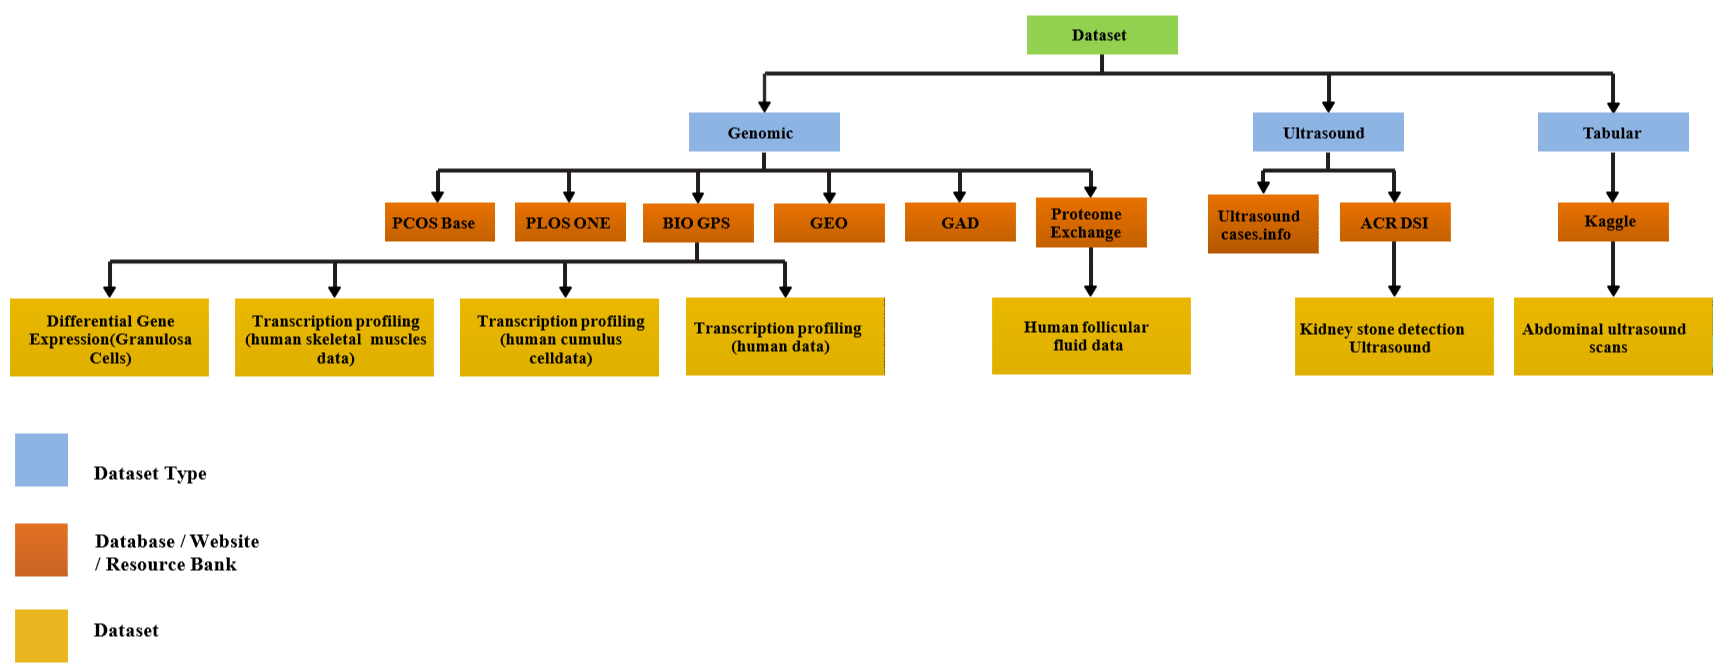 Dataset
Genomic
Ultrasound
Tabular
PCOS Base
PLOS ONE
BIO GPS
GEO
GAD
Proteome
Exchange
Ultrasound
cases.info
ACR DSI
Kaggle
Differential Gene
Expression(Granulosa
Cells)
Transcription profiling
(human skeletal muscles
data)
Transcription profiling
(human cumulus
celldata)
Transcription profiling
(human data)
Human follicular
fluid data
Kidney stone detection
Ultrasound
Abdominal ultrasound
scans
Dataset Type
Database / Website
/ Resource Bank
Dataset